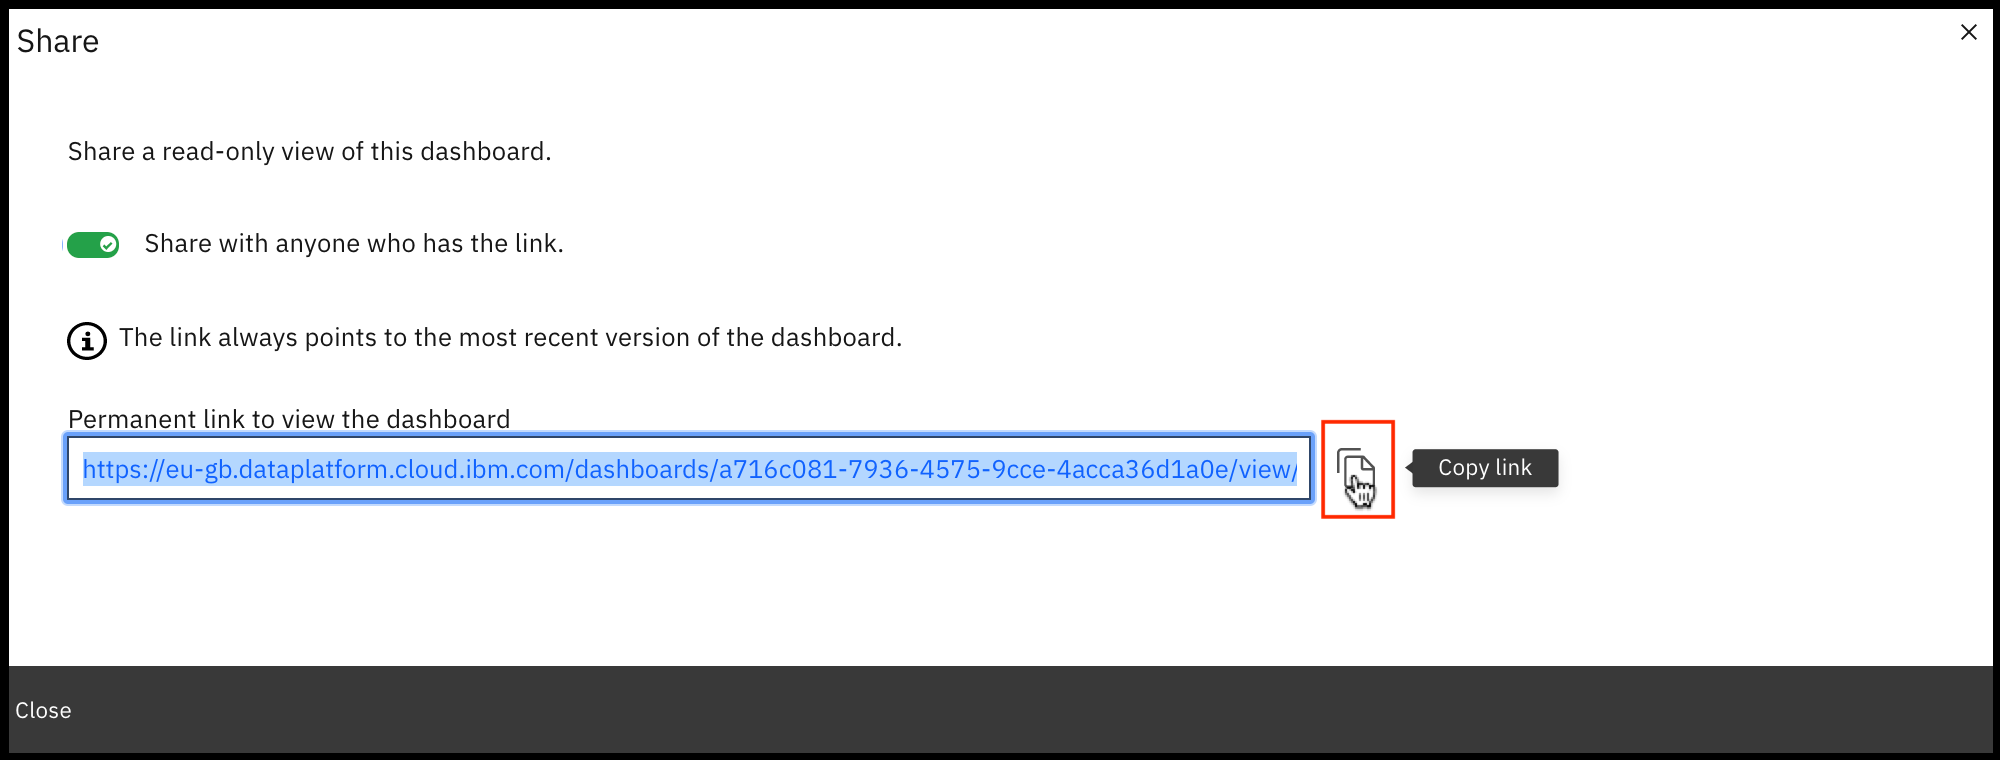 Share
Share a read-only view of this dashboard.
Share with anyone who has the link.
The link always points to the most recent version of the dashboard.
Permanent link to view the dashboard
https://eu-gb.dataplatform.cloud.ibm.com/dashboards/a716c081-7936-4575-9cce-4acca36d1a0e/view/
Copy link
Close